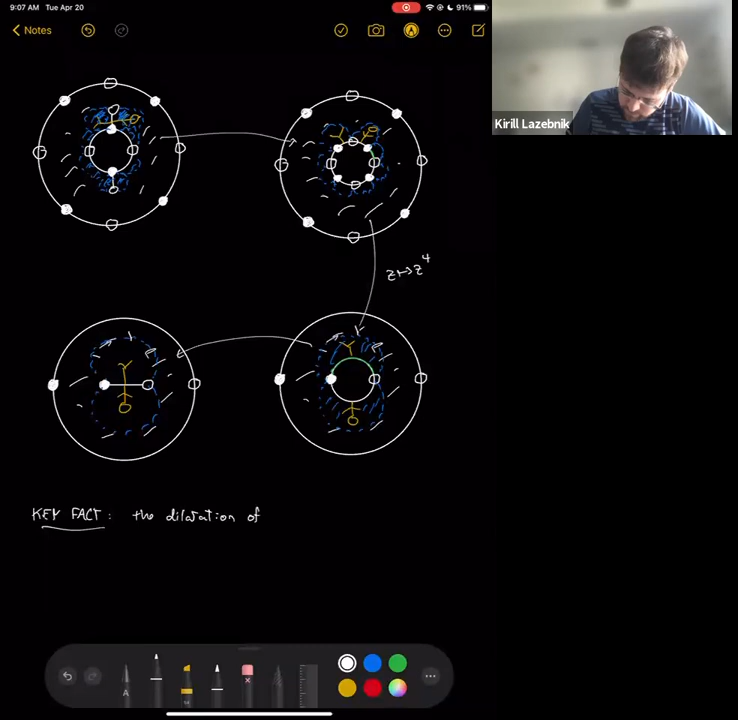 9:07 AM Tue Apr 20
91%
Notes
Kirill Lazebnik
z↦z⁴
KEY FACT: the dilatation of
A